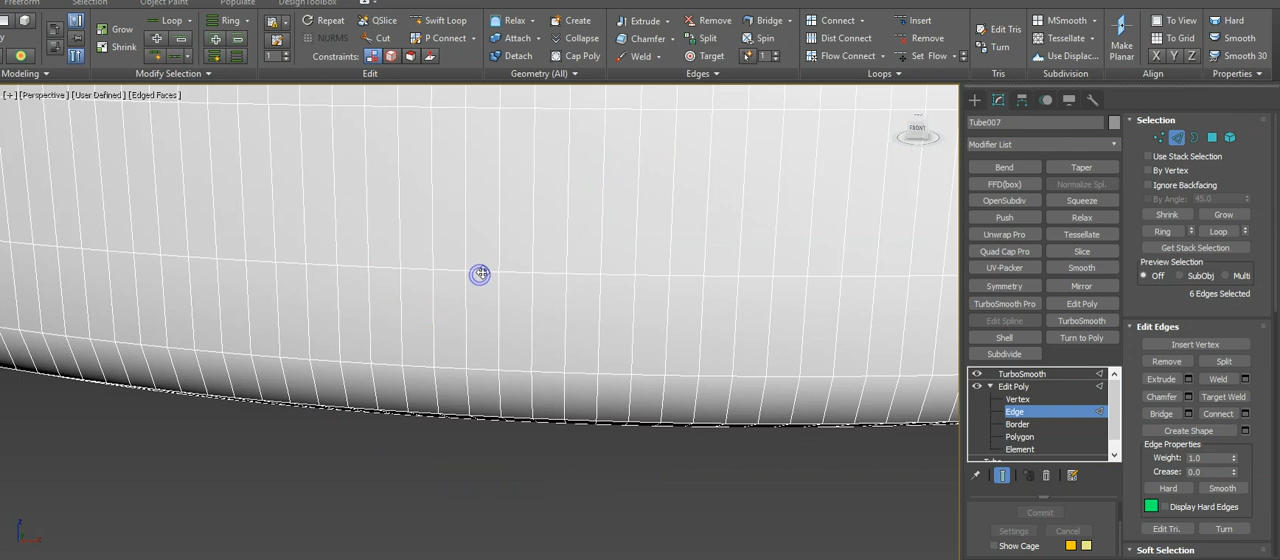 Freeform Selection Object Paint Populate DesignToolBox
Grow Loop Ring Repeat QSlice Swift Loop Relax Create Extrude Remove Bridge Connect Insert Edit Tris MSmooth To View Hard
Shrink NURMS Cut P Connect Attach Collapse Chamfer Split Spin Dist Connect Remove Turn Tessellate Make Planar To Grid Smooth
1 Constraints: Detach Cap Poly Weld Target 1 Flow Connect Set Flow Use Displac... X Y Z Smooth 30
Modeling Modify Selection Edit Geometry (All) Edges Loops Tris Subdivision Align Properties
[+] [Perspective] [User Defined] [Edged Faces]
FRONT
Tube007
Modifier List
Bend Taper
FFD(box) Normalize Spl.
OpenSubdiv Squeeze
Push Relax
Unwrap Pro Tessellate
Quad Cap Pro Slice
UV-Packer Smooth
Symmetry Mirror
TurboSmooth Pro Edit Poly
Edit Spline TurboSmooth
Shell Turn to Poly
Subdivide
TurboSmooth
Edit Poly
Vertex
Edge
Border
Polygon
Element
Commit
Settings Cancel
Show Cage
Selection
Use Stack Selection
By Vertex
Ignore Backfacing
By Angle: 45.0
Shrink Grow
Ring Loop
Get Stack Selection
Preview Selection
Off SubObj Multi
6 Edges Selected
Edit Edges
Insert Vertex
Remove Split
Extrude Weld
Chamfer Target Weld
Bridge Connect
Create Shape
Edge Properties
Weight: 1.0
Crease: 0.0
Hard Smooth
Display Hard Edges
Edit Tri. Turn
Soft Selection
z
x